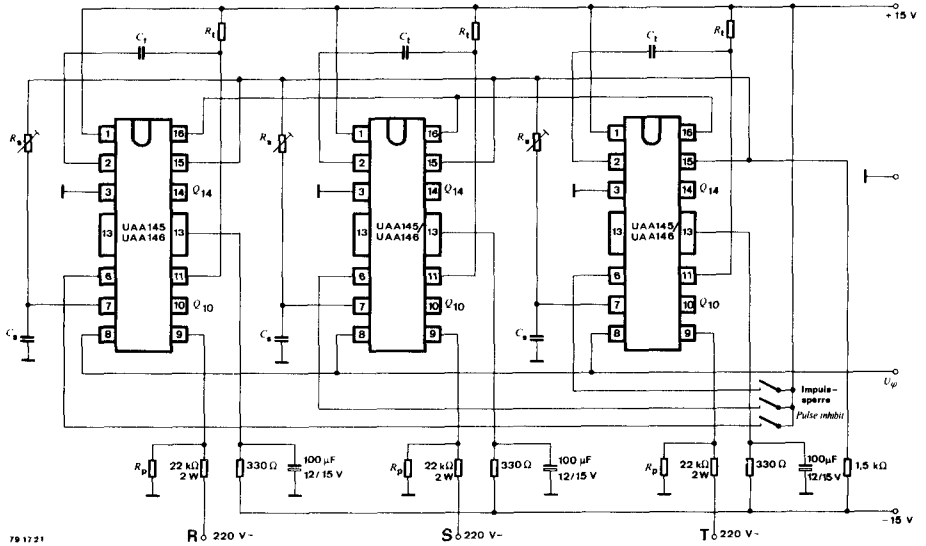 + 15 V
Rt
Rt
Rt
Ct
Ct
Ct
Rs
Rs
Rs
1 16
2 15
3 14 Q14
13 UAA145/ 13
UAA146
6 11
7 10 Q10
8 9
Cs
1 16
2 15
3 14 Q14
13 UAA145/ 13
UAA146
6 11
7 10 Q10
8 9
Cs
1 16
2 15
3 14 Q14
13 UAA145/ 13
UAA146
6 11
7 10 Q10
8 9
Cs
Uφ
Impuls-
sperre
Pulse inhibit
Rp 22 kΩ 2 W 330 Ω 100 µF 12/15 V
Rp 22 kΩ 2 W 330 Ω 100 µF 12/15 V
Rp 22 kΩ 2 W 330 Ω 100 µF 12/15 V 1,5 kΩ
−15 V
79 1721
R 220 V~
S 220 V~
T 220 V~